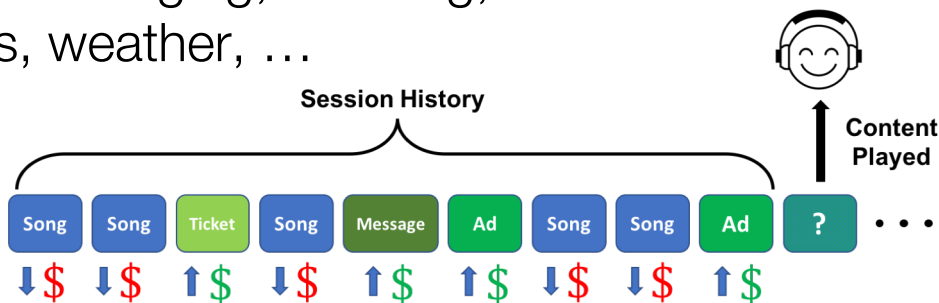 s, weather, …
Session History
Content
Played
Song Song Ticket Song Message Ad Song Song Ad ? • • •
$ $ $ $ $ $ $ $ $